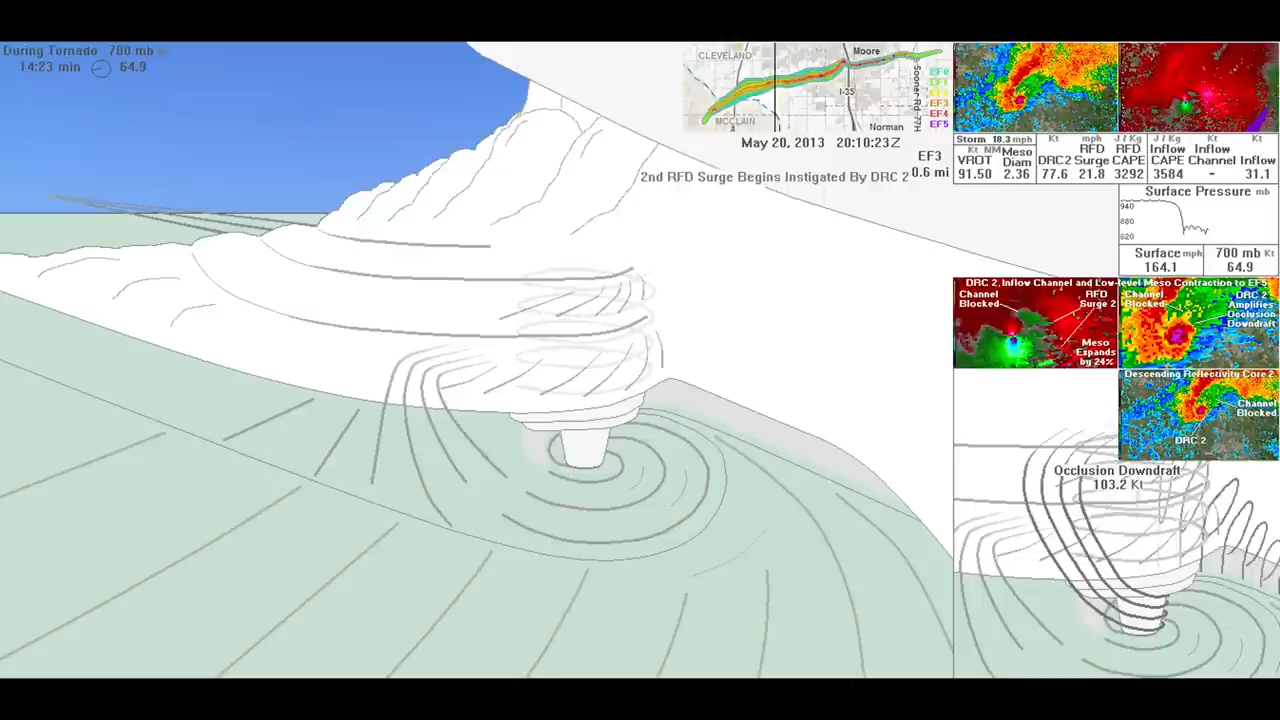 During Tornado 700 mb
14:23 min 64.9
CLEVELAND
Moore
I-35
Sooner-Rd-77H
MCCLAIN
Norman
EF0
EF1
EF2
EF3
EF4
EF5
May 20, 2013 20:10:23Z
EF3
0.6 mi
2nd RFD Surge Begins Instigated By DRC 2
Storm 18.3 mph
Kt NM
VROT
91.50
Meso
Diam
2.36
Kt
DRC2
77.6
mph
RFD
Surge
21.8
J / Kg
RFD
CAPE
3292
J / Kg
Inflow
CAPE
3584
Kt
Inflow
Channel
-
Kt
Inflow
31.1
Surface Pressure mb
940
880
820
Surface mph
164.1
700 mb Kt
64.9
DRC 2, Inflow Channel and Low-level Meso Contraction to EF5
Channel
Blocked
RFD
Surge 2
Meso
Expands
by 24%
Channel
Blocked
DRC 2
Amplifies
Occlusion
Downdraft
Descending Reflectivity Core 2
Channel
Blocked
DRC 2
Occlusion Downdraft
103.2 Kt